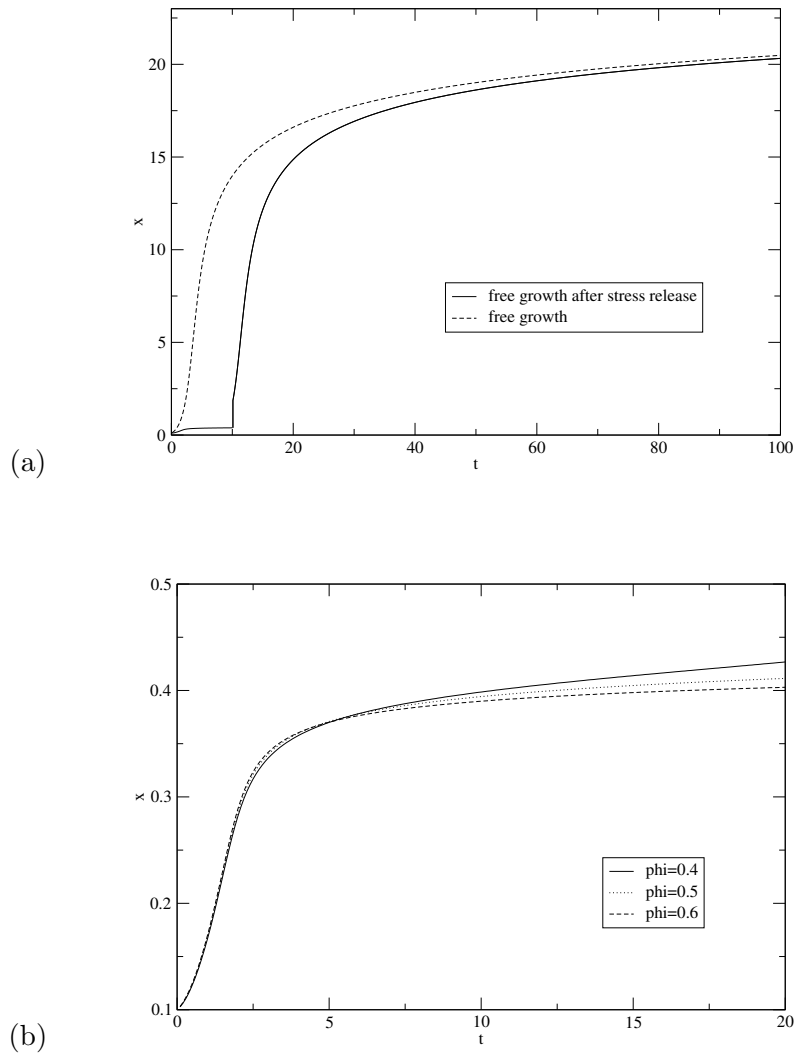 20
15
x
10
5
0
free growth after stress release
free growth
0 20 40 60 80 100
t
(a)
0.5
0.4
x
0.3
0.2
0.1
phi=0.4
phi=0.5
phi=0.6
0 5 10 15 20
t
(b)